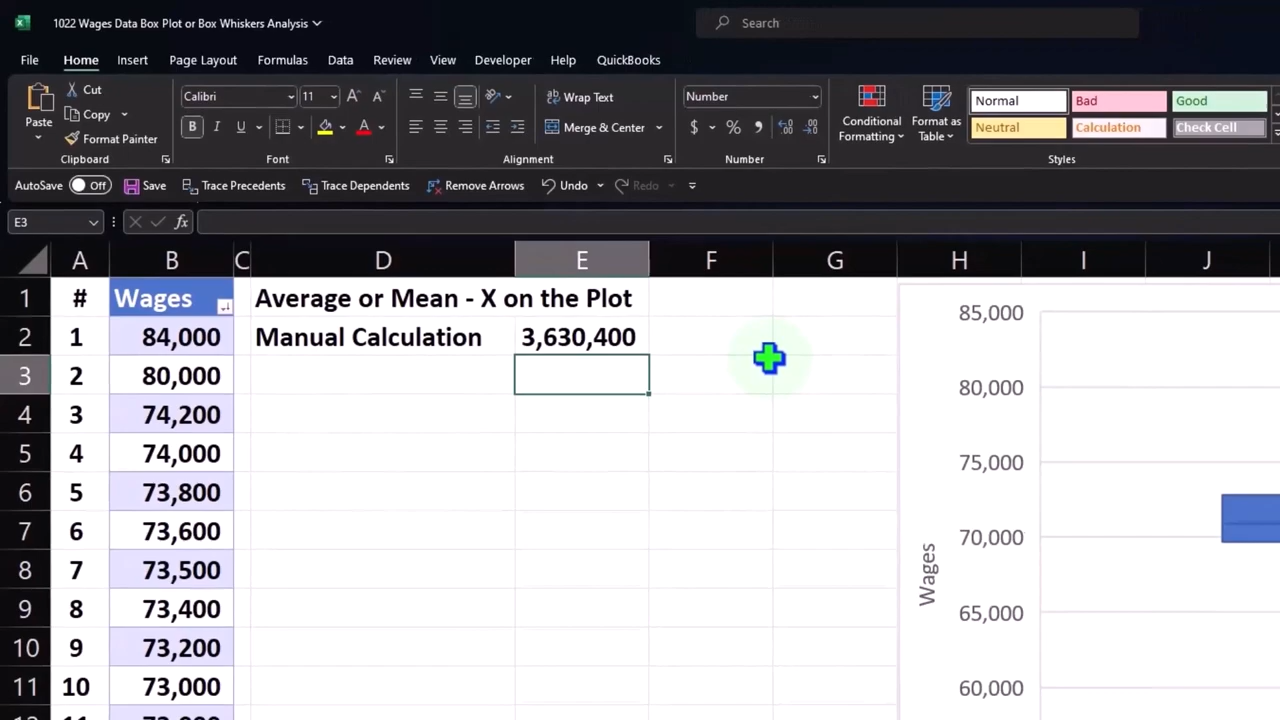 1022 Wages Data Box Plot or Box Whiskers Analysis
Search
File Home Insert Page Layout Formulas Data Review View Developer Help QuickBooks
Paste
Cut
Copy
Format Painter
Clipboard
Calibri 11
B I U
Font
Wrap Text
Merge & Center
Alignment
Number
$ % 9
Number
Conditional Formatting
Format as Table
Normal Bad Good
Neutral Calculation Check Cell
Styles
AutoSave Off Save Trace Precedents Trace Dependents Remove Arrows Undo Redo
E3 fx
A B C D E F G H I J
1 # Wages Average or Mean - X on the Plot
2 1 84,000 Manual Calculation 3,630,400
3 2 80,000
4 3 74,200
5 4 74,000
6 5 73,800
7 6 73,600
8 7 73,500
9 8 73,400
10 9 73,200
11 10 73,000
85,000
80,000
75,000
70,000
65,000
60,000
Wages